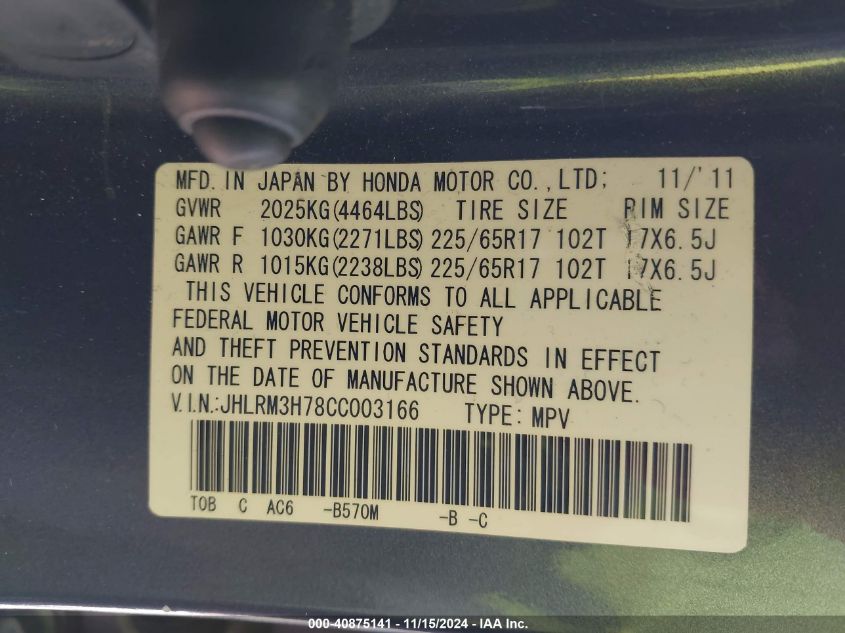 MFD. IN JAPAN BY HONDA MOTOR CO., LTD; 11/'11
GVWR 2025KG(4464LBS) TIRE SIZE RIM SIZE
GAWR F 1030KG(2271LBS) 225/65R17 102T 17X6.5J
GAWR R 1015KG(2238LBS) 225/65R17 102T 17X6.5J
THIS VEHICLE CONFORMS TO ALL APPLICABLE
FEDERAL MOTOR VEHICLE SAFETY
AND THEFT PREVENTION STANDARDS IN EFFECT
ON THE DATE OF MANUFACTURE SHOWN ABOVE.
V.I.N.:JHLRM3H78CC003166 TYPE: MPV
TOB C AC6 -B570M -B -C
000-40875141 - 11/15/2024 - IAA Inc.